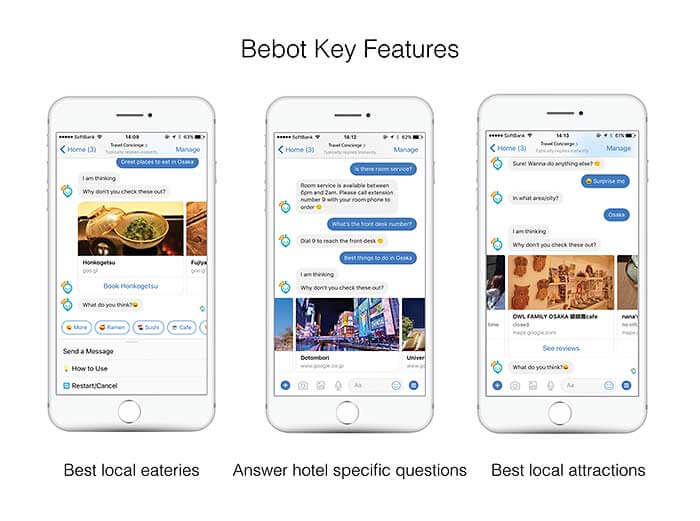 Bebot Key Features
SoftBank 14:09 63%
Home (3) Travel Concierge Manage
Typically replies instantly
Great places to eat in Osaka
I am thinking
Why don't you check these out?
Honkogetsu
goo.gl
Fujiya
goo.gl
Book Honkogetsu
What do you think?
More Ramen Sushi Cafe
Send a Message
How to Use
Restart/Cancel
Best local eateries
SoftBank 14:12 62%
Home (3) Travel Concierge Manage
Typically replies instantly
Is there room service?
Room service is available between
6pm and 2am. Please call extension
number 9 with your room phone to
order
What's the front desk number?
Dial 9 to reach the front desk
Best things to do in Osaka
I am thinking
Why don't you check these out?
Dotombori
www.google.co.jp
Univer
www.g
Aa
Answer hotel specific questions
SoftBank 14:13 62%
Home (3) Travel Concierge Manage
Typically replies instantly
Sure! Wanna do anything else?
Surprise me
In what area/city?
Osaka
I am thinking
Why don't you check these out?
time
OWL FAMILY OSAKA cafe
closed
maps.google.com
nana'
No eit
maps.
See reviews
What do you think?
Aa
Best local attractions